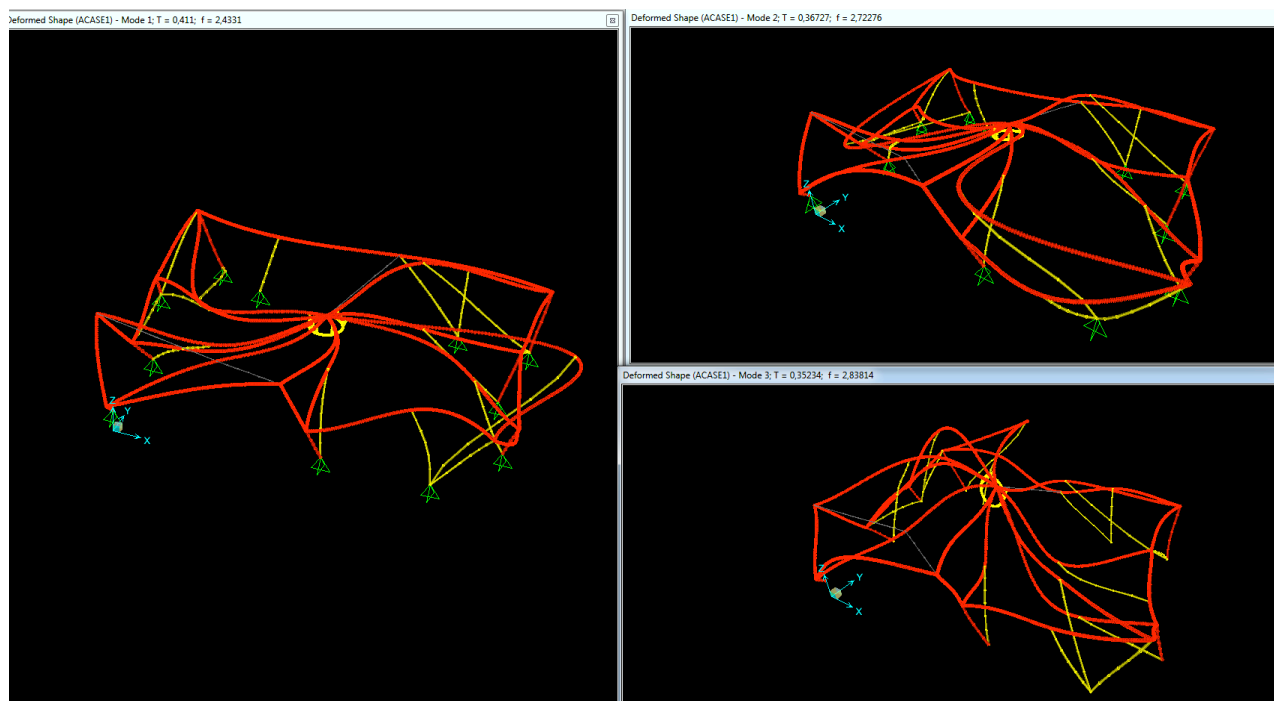 Deformed Shape (ACASE1) - Mode 1; T = 0,411; f = 2,4331
Z
Y
X
Deformed Shape (ACASE1) - Mode 2; T = 0,36727; f = 2,72276
Z
Y
X
Deformed Shape (ACASE1) - Mode 3; T = 0,35234; f = 2,83814
Z
Y
X